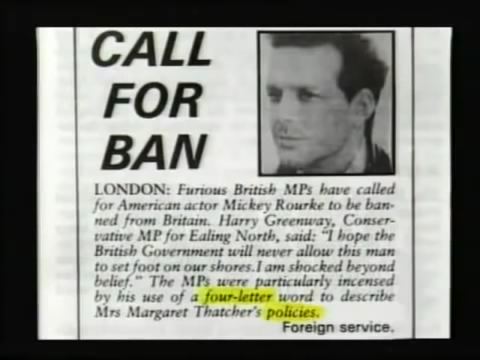 CALL
FOR
BAN
LONDON: Furious British MPs have called
for American actor Mickey Rourke to be ban-
ned from Britain. Harry Greenway, Conser-
vative MP for Ealing North, said: "I hope the
British Government will never allow this man
to set foot on our shores. I am shocked beyond
belief." The MPs were particularly incensed
by his use of a four-letter word to describe
Mrs Margaret Thatcher's policies.
Foreign service.